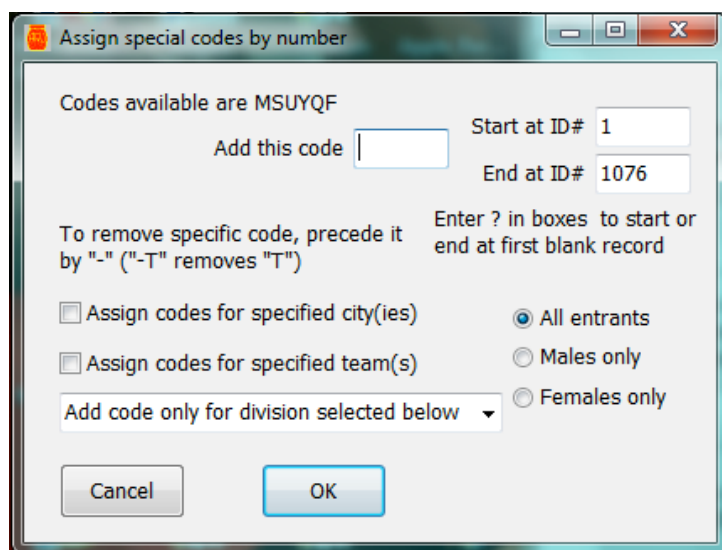 Assign special codes by number
Codes available are MSUYQF
Add this code
Start at ID# 1
End at ID# 1076
To remove specific code, precede it
by "-" ("-T" removes "T")
Enter ? in boxes to start or
end at first blank record
Assign codes for specified city(ies)
Assign codes for specified team(s)
Add code only for division selected below
All entrants
Males only
Females only
Cancel
OK